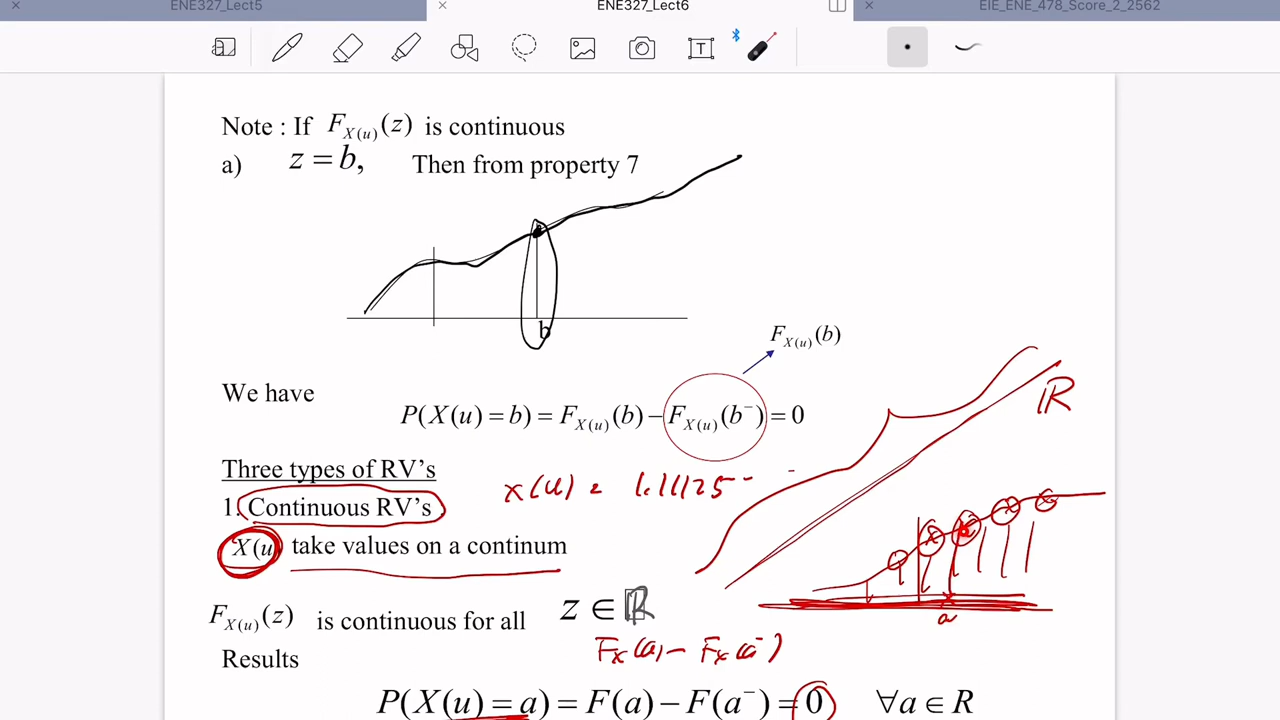 ENE327_Lect5
ENE327_Lect6
EIE_ENE_478_Score_2_2562
Note : If F_{X(u)}(z) is continuous
a) z = b, Then from property 7
b
F_{X(u)}(b)
We have
P(X(u) = b) = F_{X(u)}(b) − F_{X(u)}(b⁻) = 0
ℝ
Three types of RV's
x(u) = 1.11125
1. Continuous RV's
X(u) take values on a continum
a
F_{X(u)}(z) is continuous for all z ∈ ℝ
F_X(a) − F_X(a⁻)
Results
P(X(u) = a) = F(a) − F(a⁻) = 0 ∀a ∈ R